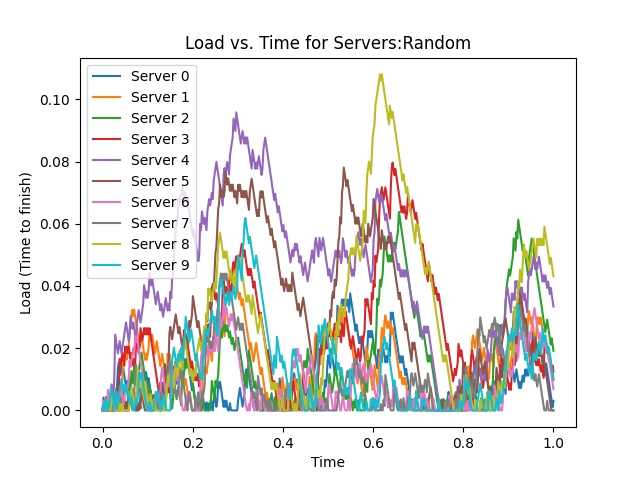 Load vs. Time for Servers:Random
Load (Time to finish)
0.10
0.08
0.06
0.04
0.02
0.00
Server 0
Server 1
Server 2
Server 3
Server 4
Server 5
Server 6
Server 7
Server 8
Server 9
0.0 0.2 0.4 0.6 0.8 1.0
Time